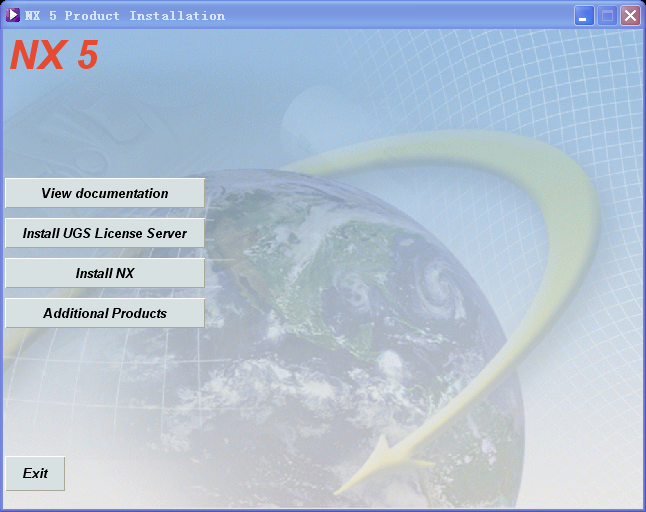 NX 5 Product Installation
NX 5
View documentation
Install UGS License Server
Install NX
Additional Products
Exit